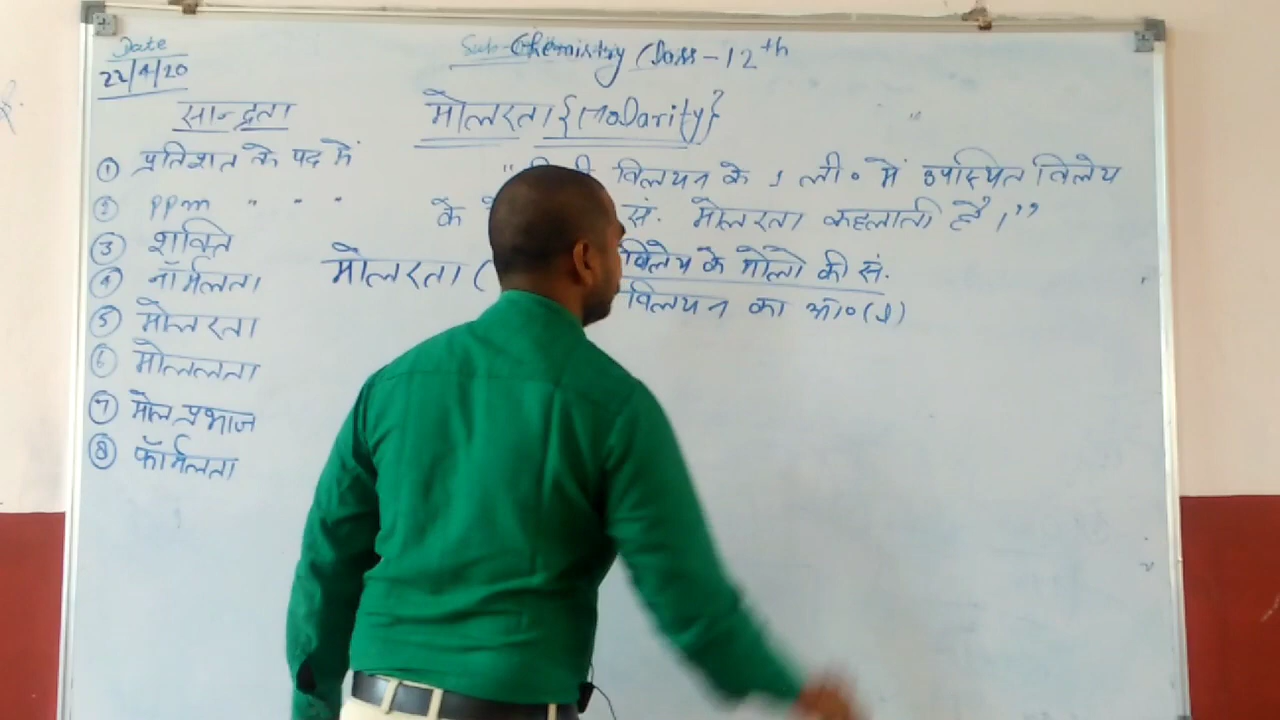 Date
22/4/20
Sub- Chemistry Class-12th
सान्द्रता
मोलरता {Molarity}
① प्रतिशत के पद में
② ppm " " "
③ शक्ति
④ नॉर्मलता
⑤ मोलरता
⑥ मोललता
⑦ मोल प्रभाज
⑧ फॉर्मलता
" विलयन के 1 ली० में उपस्थित विलेय
के सं. मोलरता कहलाती है।"
मोलरता ( विलेय के मोलो की सं.
विलयन का आ०(l)